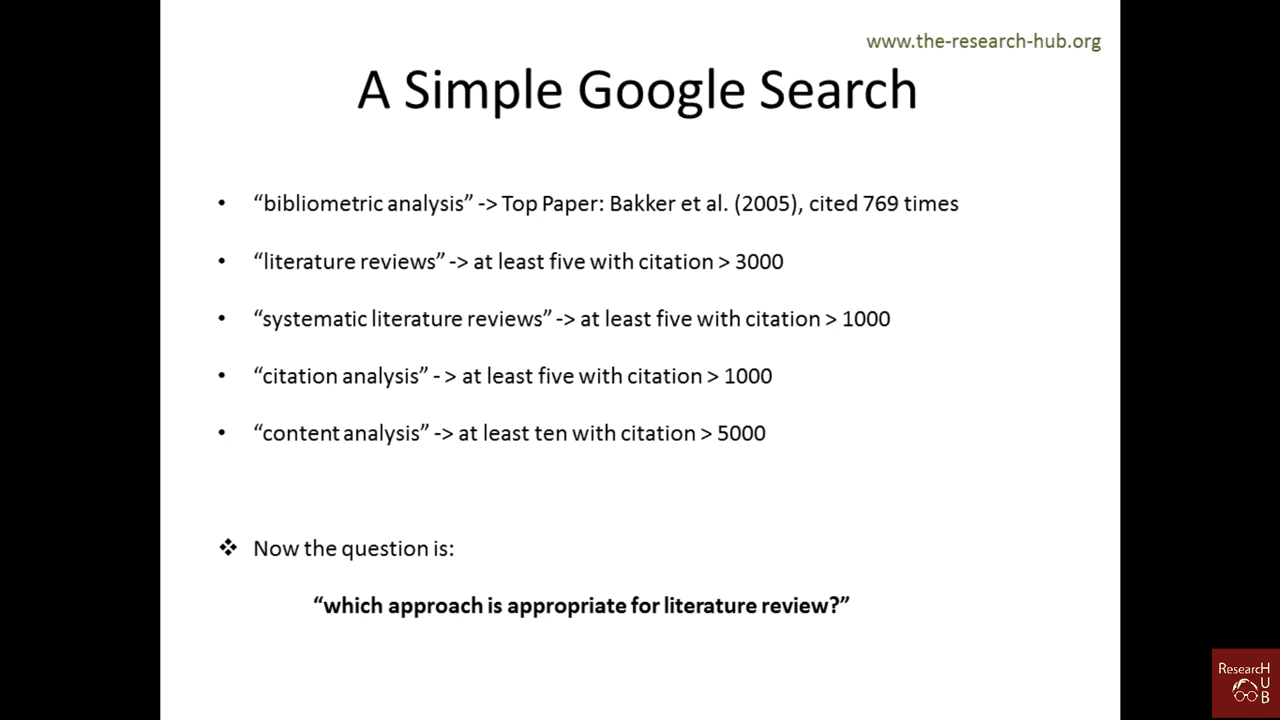 www.the-research-hub.org
A Simple Google Search
• “bibliometric analysis” -> Top Paper: Bakker et al. (2005), cited 769 times
• “literature reviews” -> at least five with citation > 3000
• “systematic literature reviews” -> at least five with citation > 1000
• “citation analysis” - > at least five with citation > 1000
• “content analysis” -> at least ten with citation > 5000
❖ Now the question is:
“which approach is appropriate for literature review?”
ResearcH
U
B